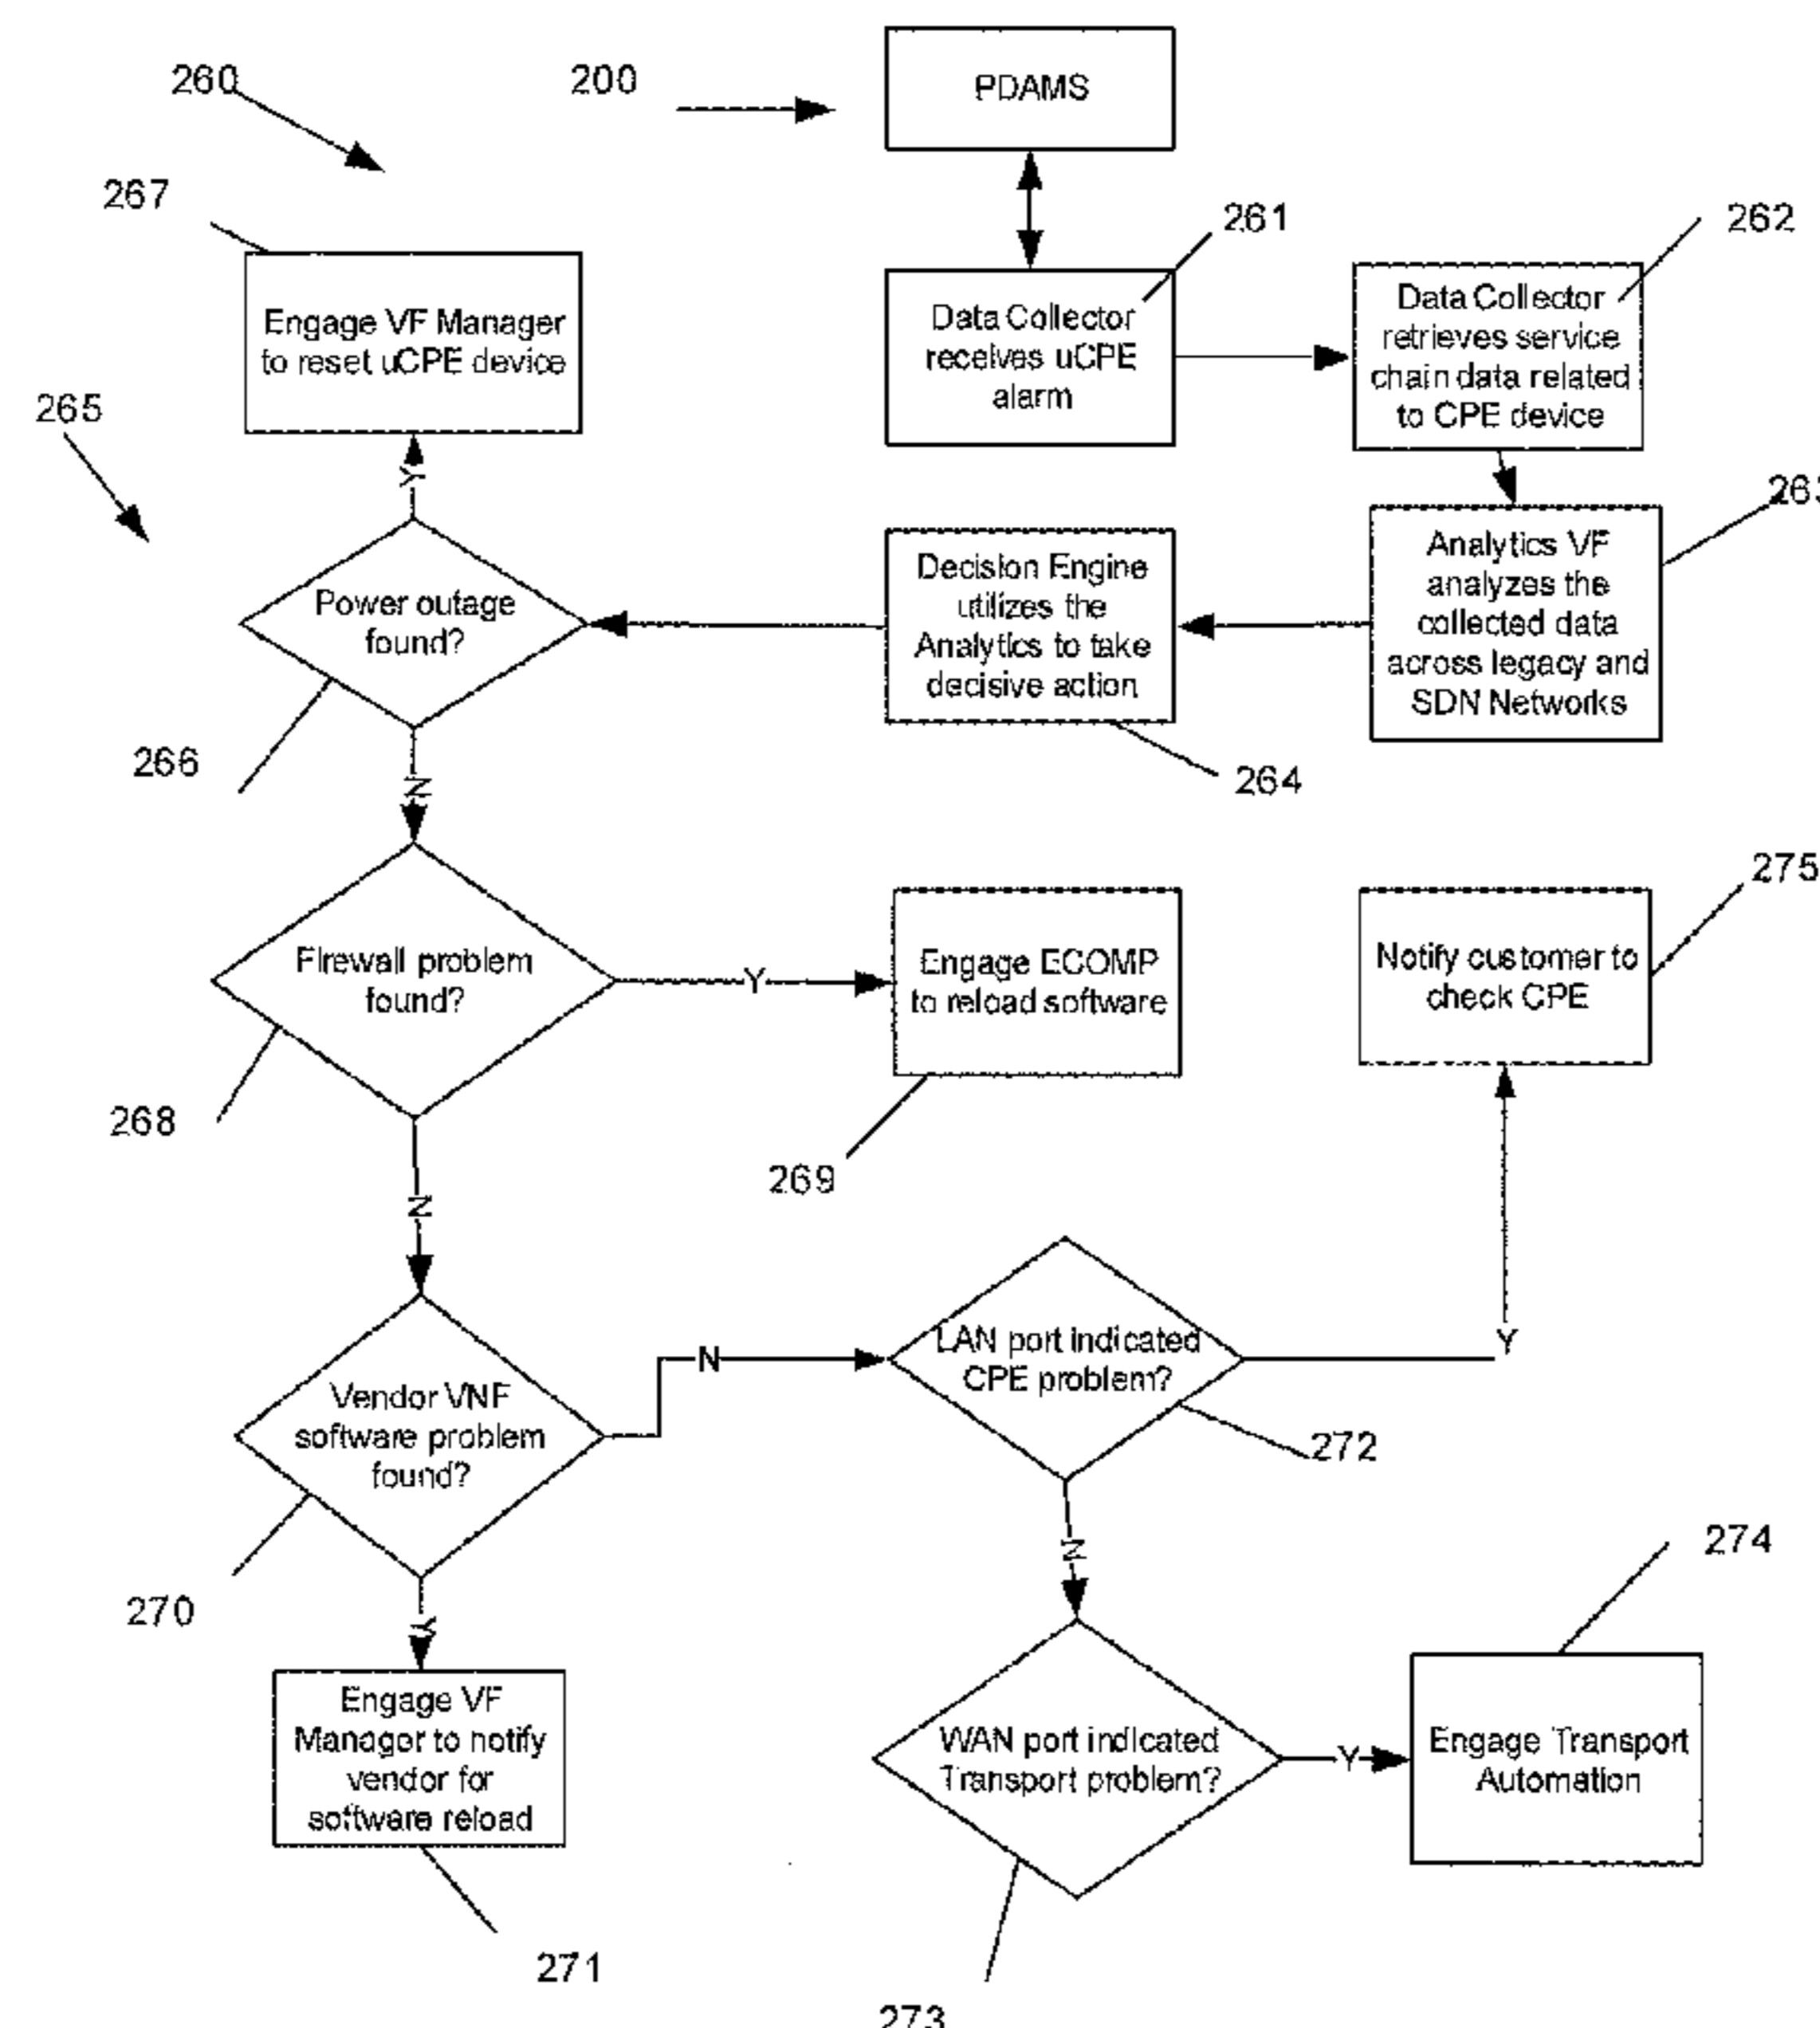 260
200
PDAMS
267
261
262
Engage VF Manager
to reset uCPE device
Data Collector
receives uCPE
alarm
Data Collector
retrieves service
chain data related
to CPE device
265
Y
263
Power outage
found?
Decision Engine
utilizes the
Analytics to take
decisive action
Analytics VF
analyzes the
collected data
across legacy and
SDN Networks
266
264
N
275
Firewall problem
found?
Y
Engage ECOMP
to reload software
Notify customer to
check CPE
268
269
N
Y
Vendor VNF
software problem
found?
N
LAN port indicated
CPE problem?
272
270
N
274
Y
Engage VF
Manager to notify
vendor for
software reload
WAN port indicated
Transport problem?
Y
Engage Transport
Automation
271
273